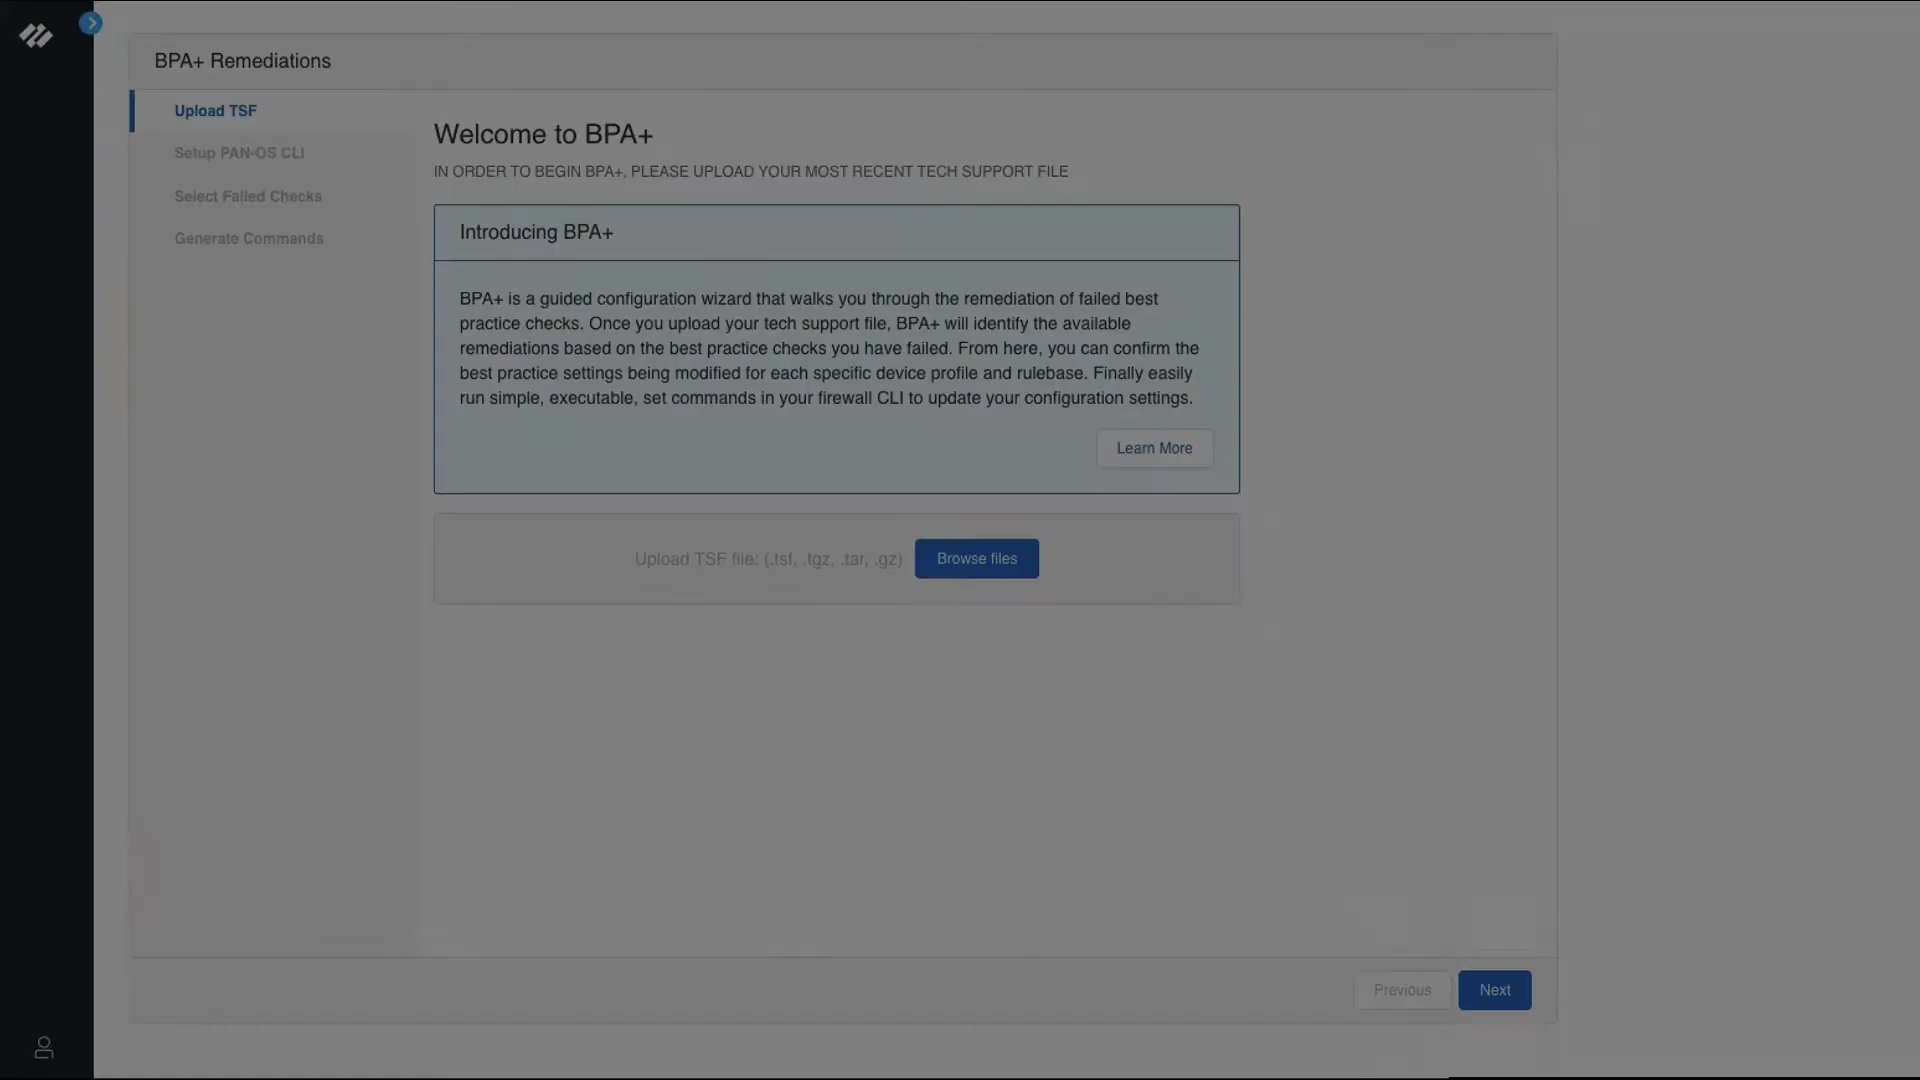 BPA+ Remediations
Upload TSF
Setup PAN-OS CLI
Select Failed Checks
Generate Commands
Welcome to BPA+
IN ORDER TO BEGIN BPA+, PLEASE UPLOAD YOUR MOST RECENT TECH SUPPORT FILE
Introducing BPA+
BPA+ is a guided configuration wizard that walks you through the remediation of failed best
practice checks. Once you upload your tech support file, BPA+ will identify the available
remediations based on the best practice checks you have failed. From here, you can confirm the
best practice settings being modified for each specific device profile and rulebase. Finally easily
run simple, executable, set commands in your firewall CLI to update your configuration settings.
Learn More
Upload TSF file: (.tsf, .tgz, .tar, .gz)
Browse files
Previous
Next